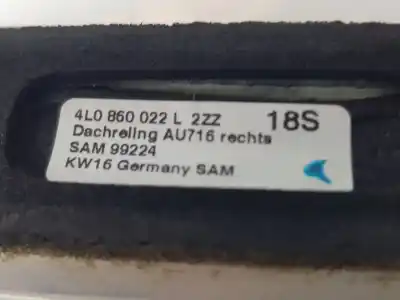 4L0 860 022 L 2ZZ 18S
Dachreling AU716 rechts
SAM 99224
KW16 Germany SAM